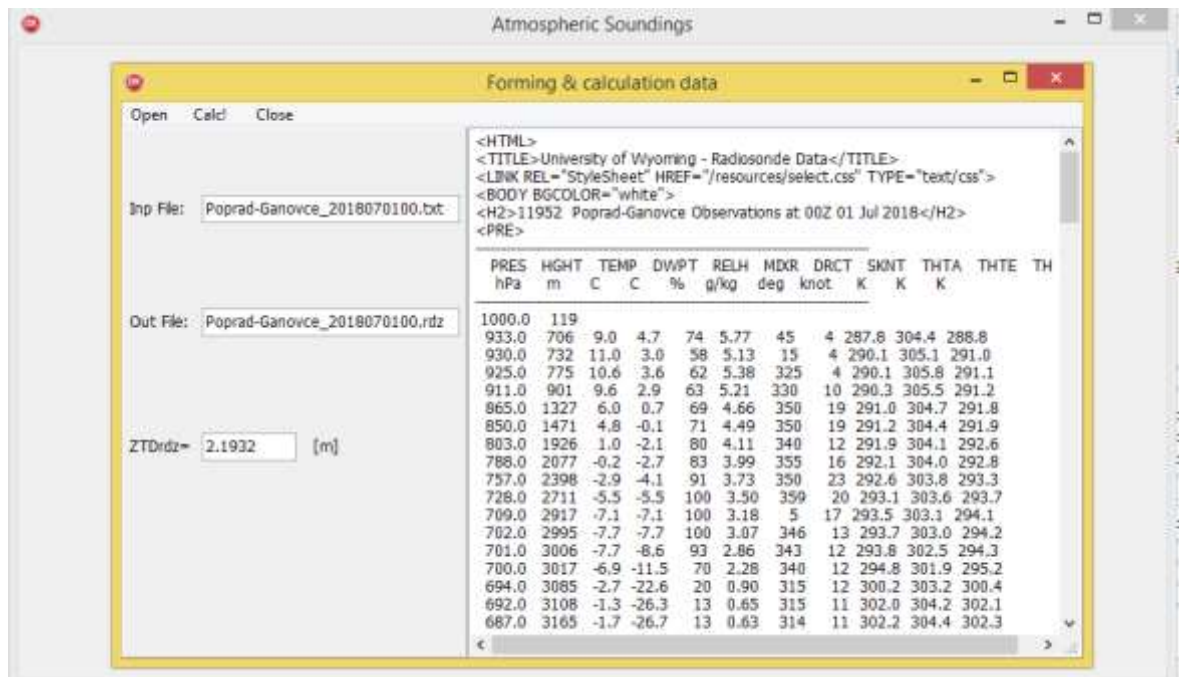 Atmospheric Soundings
Forming & calculation data
Open Calc! Close
Inp File: Poprad-Ganovce_2018070100.txt
Out File: Poprad-Ganovce_2018070100.rdz
ZTDrdz= 2.1932 [m]
<HTML>
<TITLE>University of Wyoming - Radiosonde Data</TITLE>
<LINK REL="StyleSheet" HREF="/resources/select.css" TYPE="text/css">
<BODY BGCOLOR="white">
<H2>11952 Poprad-Ganovce Observations at 00Z 01 Jul 2018</H2>
<PRE>
PRES HGHT TEMP DWPT RELH MIXR DRCT SKNT THTA THTE TH
hPa m C C % g/kg deg knot K K K
1000.0 119
933.0 706 9.0 4.7 74 5.77 45 4 287.8 304.4 288.8
930.0 732 11.0 3.0 58 5.13 15 4 290.1 305.1 291.0
925.0 775 10.6 3.6 62 5.38 325 4 290.1 305.8 291.1
911.0 901 9.6 2.9 63 5.21 330 10 290.3 305.5 291.2
865.0 1327 6.0 0.7 69 4.66 350 19 291.0 304.7 291.8
850.0 1471 4.8 -0.1 71 4.49 350 19 291.2 304.4 291.9
803.0 1926 1.0 -2.1 80 4.11 340 12 291.9 304.1 292.6
788.0 2077 -0.2 -2.7 83 3.99 355 16 292.1 304.0 292.8
757.0 2398 -2.9 -4.1 91 3.73 350 23 292.6 303.8 293.3
728.0 2711 -5.5 -5.5 100 3.50 359 20 293.1 303.6 293.7
709.0 2917 -7.1 -7.1 100 3.18 5 17 293.5 303.1 294.1
702.0 2995 -7.7 -7.7 100 3.07 346 13 293.7 303.0 294.2
701.0 3006 -7.7 -8.6 93 2.86 343 12 293.8 302.5 294.3
700.0 3017 -6.9 -11.5 70 2.28 340 12 294.8 301.9 295.2
694.0 3085 -2.7 -22.6 20 0.90 315 12 300.2 303.2 300.4
692.0 3108 -1.3 -26.3 13 0.65 315 11 302.0 304.2 302.1
687.0 3165 -1.7 -26.7 13 0.63 314 11 302.2 304.4 302.3